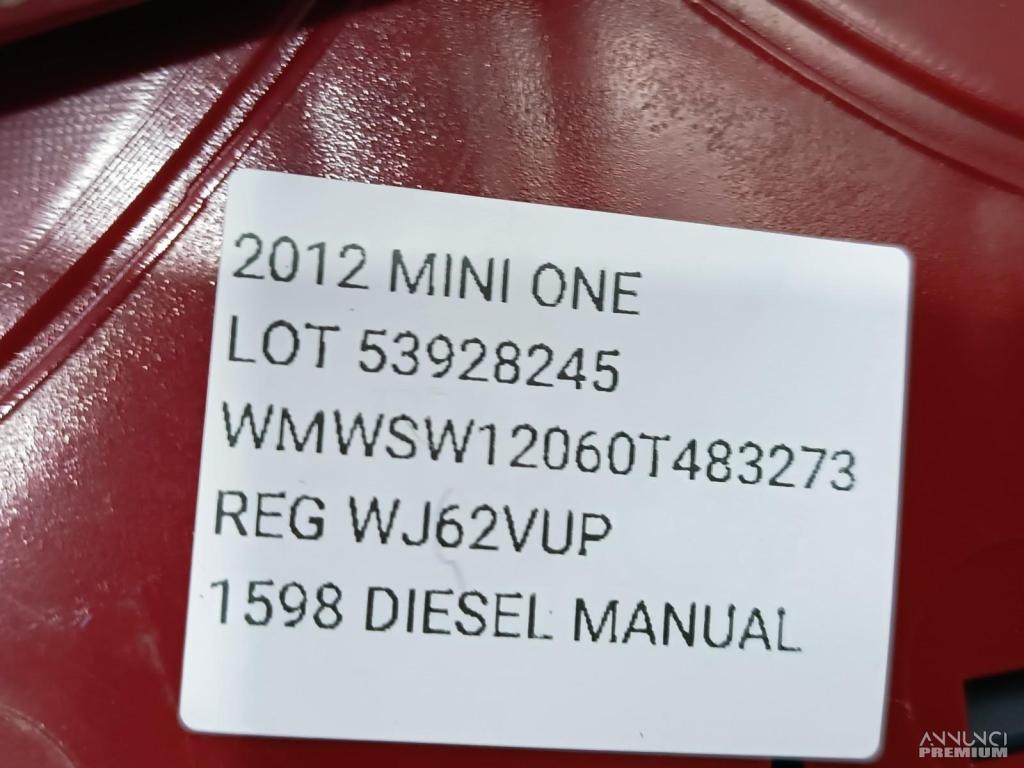 2012 MINI ONE
LOT 53928245
WMWSW12060T483273
REG WJ62VUP
1598 DIESEL MANUAL
ANNUNCI
PREMIUM